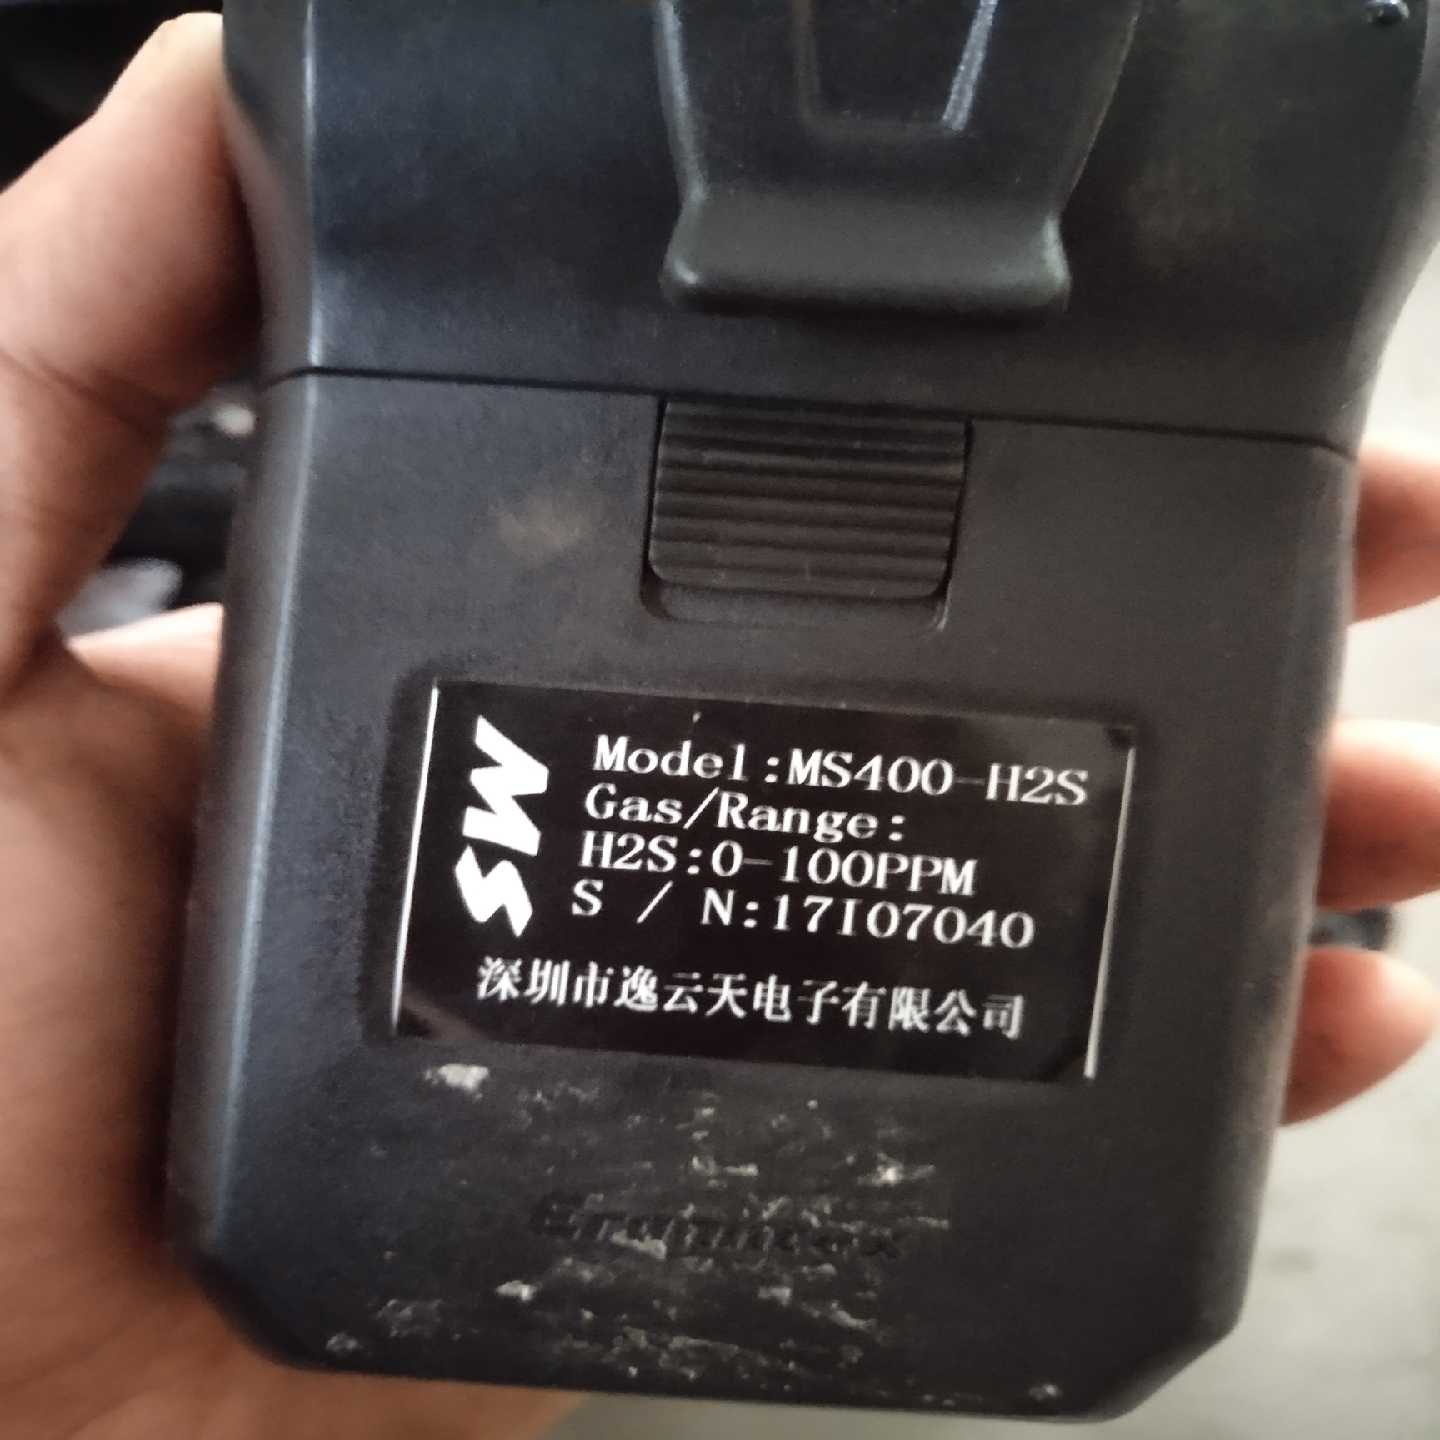 MS
Model:MS400-H2S
Gas/Range:
H2S:0-100PPM
S / N:17I07040
深圳市逸云天电子有限公司